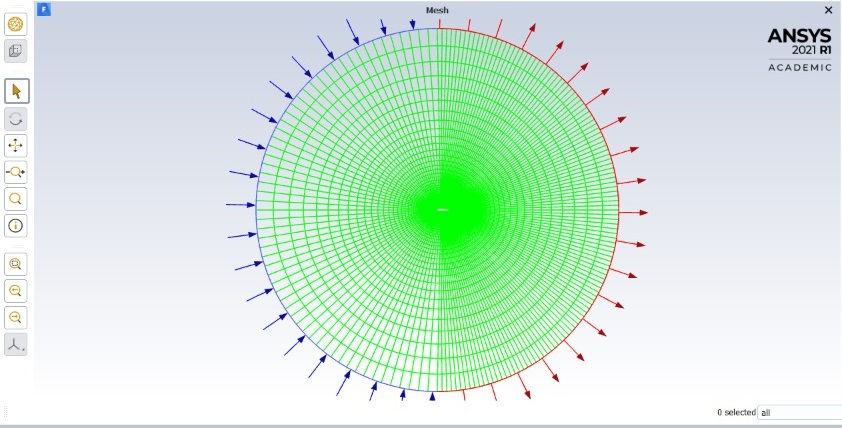 Mesh
ANSYS
2021 R1
ACADEMIC
0 selected all